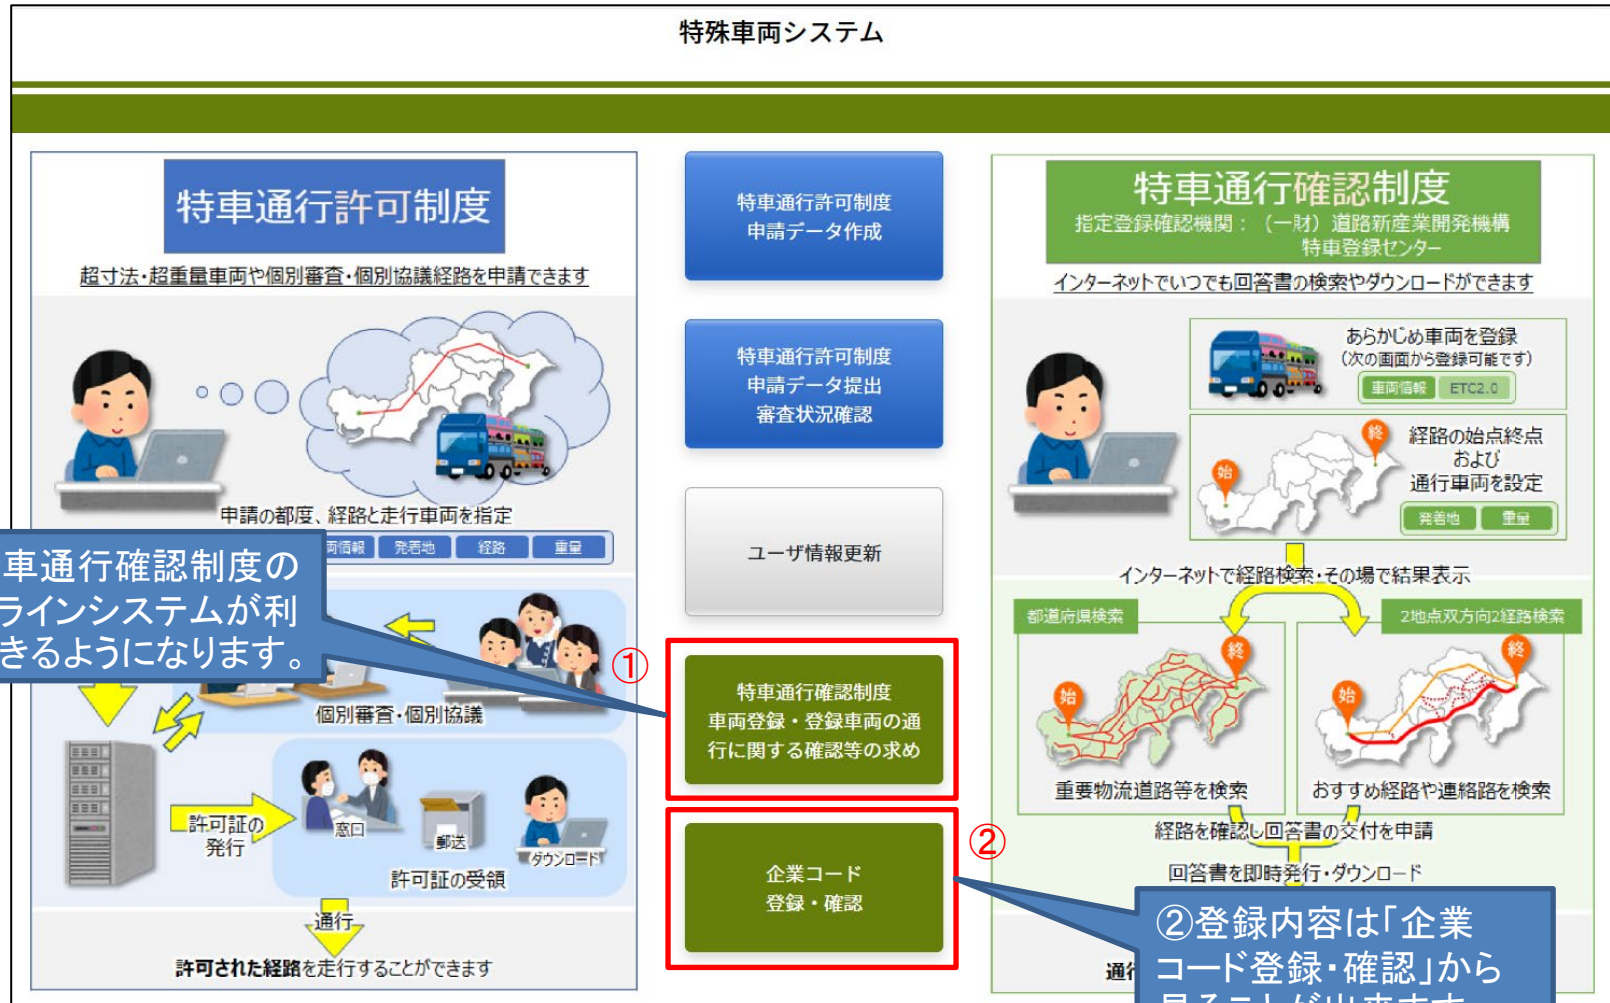 特殊車両システム
特車通行許可制度
超寸法・超重量車両や個別審査・個別協議経路を申請できます
申請の都度、経路と走行車両を指定
両情報 発着地 経路 重量
車通行確認制度の
ラインシステムが利
きるようになります。
個別審査・個別協議
許可証の
発行
窓口
郵送
ダウンロード
許可証の受領
通行
許可された経路を走行することができます
特車通行許可制度
申請データ作成
特車通行許可制度
申請データ提出
審査状況確認
ユーザ情報更新
①
特車通行確認制度
車両登録・登録車両の通
行に関する確認等の求め
②
企業コード
登録・確認
特車通行確認制度
指定登録確認機関：（一財）道路新産業開発機構
特車登録センター
インターネットでいつでも回答書の検索やダウンロードができます
あらかじめ車両を登録
（次の画面から登録可能です）
車両情報 ETC2.0
経路の始点終点
および
通行車両を設定
始
終
発着地 重量
インターネットで経路検索・その場で結果表示
都道府県検索
始
終
重要物流道路等を検索
2地点双方向2経路検索
始
終
おすすめ経路や連絡路を検索
経路を確認し回答書の交付を申請
回答書を即時発行・ダウンロード
通行
②登録内容は「企業
コード登録・確認」から
見ることが出来ます